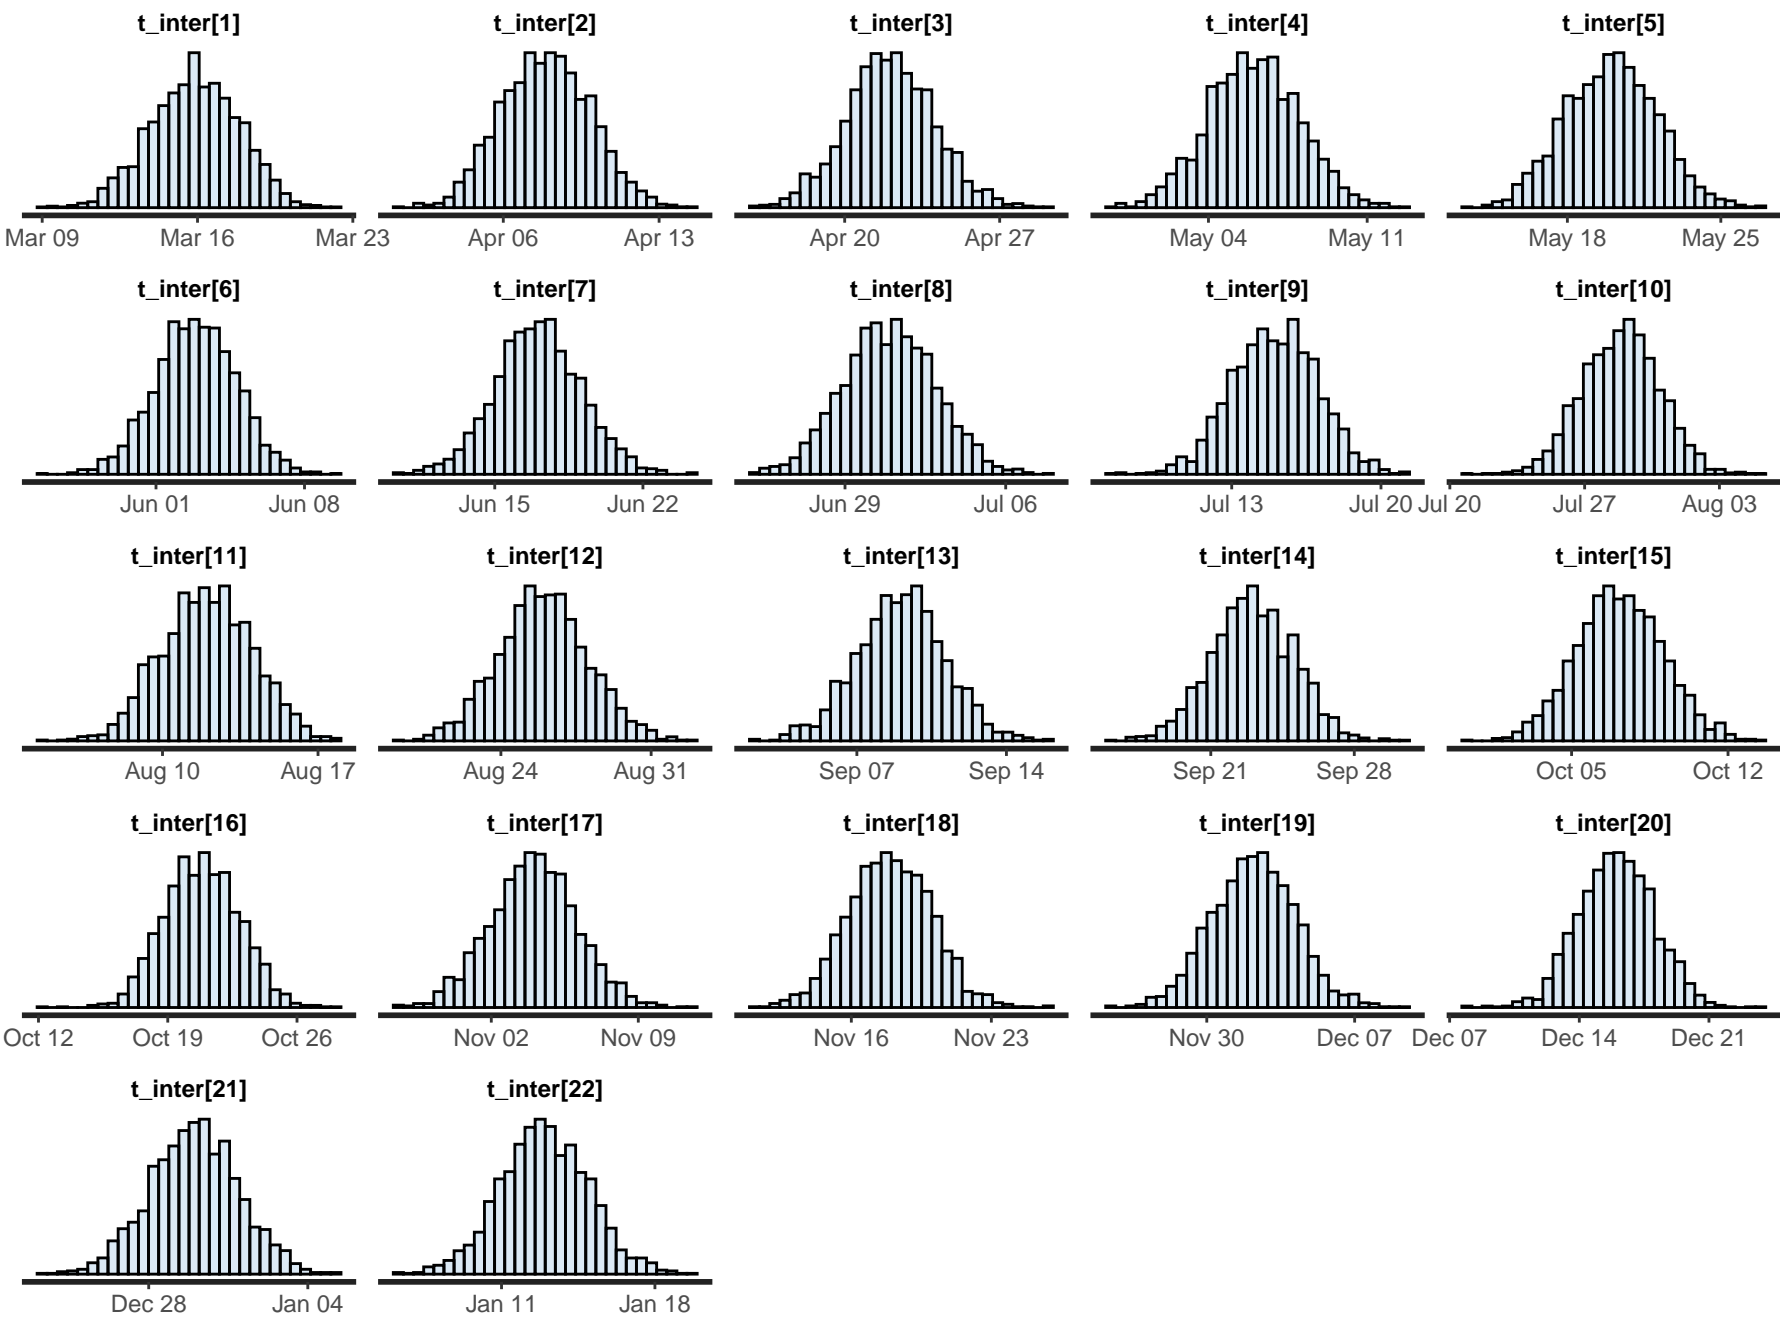 t_inter[1] t_inter[2] t_inter[3] t_inter[4] t_inter[5]
Mar 09 Mar 16 Mar 23 Apr 06 Apr 13 Apr 20 Apr 27 May 04 May 11 May 18 May 25
t_inter[6] t_inter[7] t_inter[8] t_inter[9] t_inter[10]
Jun 01 Jun 08 Jun 15 Jun 22 Jun 29 Jul 06 Jul 13 Jul 20 Jul 20 Jul 27 Aug 03
t_inter[11] t_inter[12] t_inter[13] t_inter[14] t_inter[15]
Aug 10 Aug 17 Aug 24 Aug 31 Sep 07 Sep 14 Sep 21 Sep 28 Oct 05 Oct 12
t_inter[16] t_inter[17] t_inter[18] t_inter[19] t_inter[20]
Oct 12 Oct 19 Oct 26 Nov 02 Nov 09 Nov 16 Nov 23 Nov 30 Dec 07 Dec 07 Dec 14 Dec 21
t_inter[21] t_inter[22]
Dec 28 Jan 04 Jan 11 Jan 18